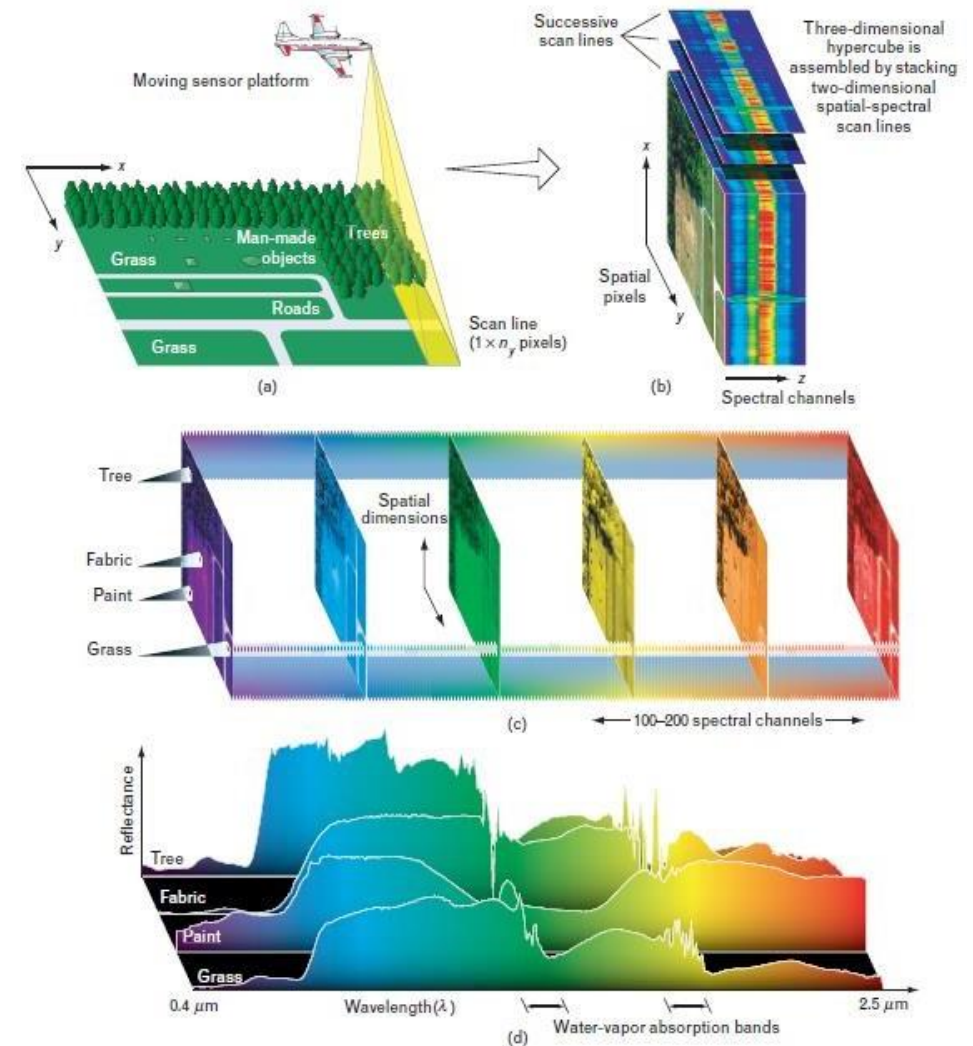 Moving sensor platform
x
y
Trees
Man-made
objects
Grass
Roads
Grass
Scan line
(1 × n_y pixels)
(a)
Successive
scan lines
Three-dimensional
hypercube is
assembled by stacking
two-dimensional
spatial-spectral
scan lines
x
Spatial
pixels
y
z
Spectral channels
(b)
Tree
Fabric
Paint
Grass
Spatial
dimensions
100–200 spectral channels
(c)
Reflectance
Tree
Fabric
Paint
Grass
0.4 μm
Wavelength (λ)
2.5 μm
Water-vapor absorption bands
(d)